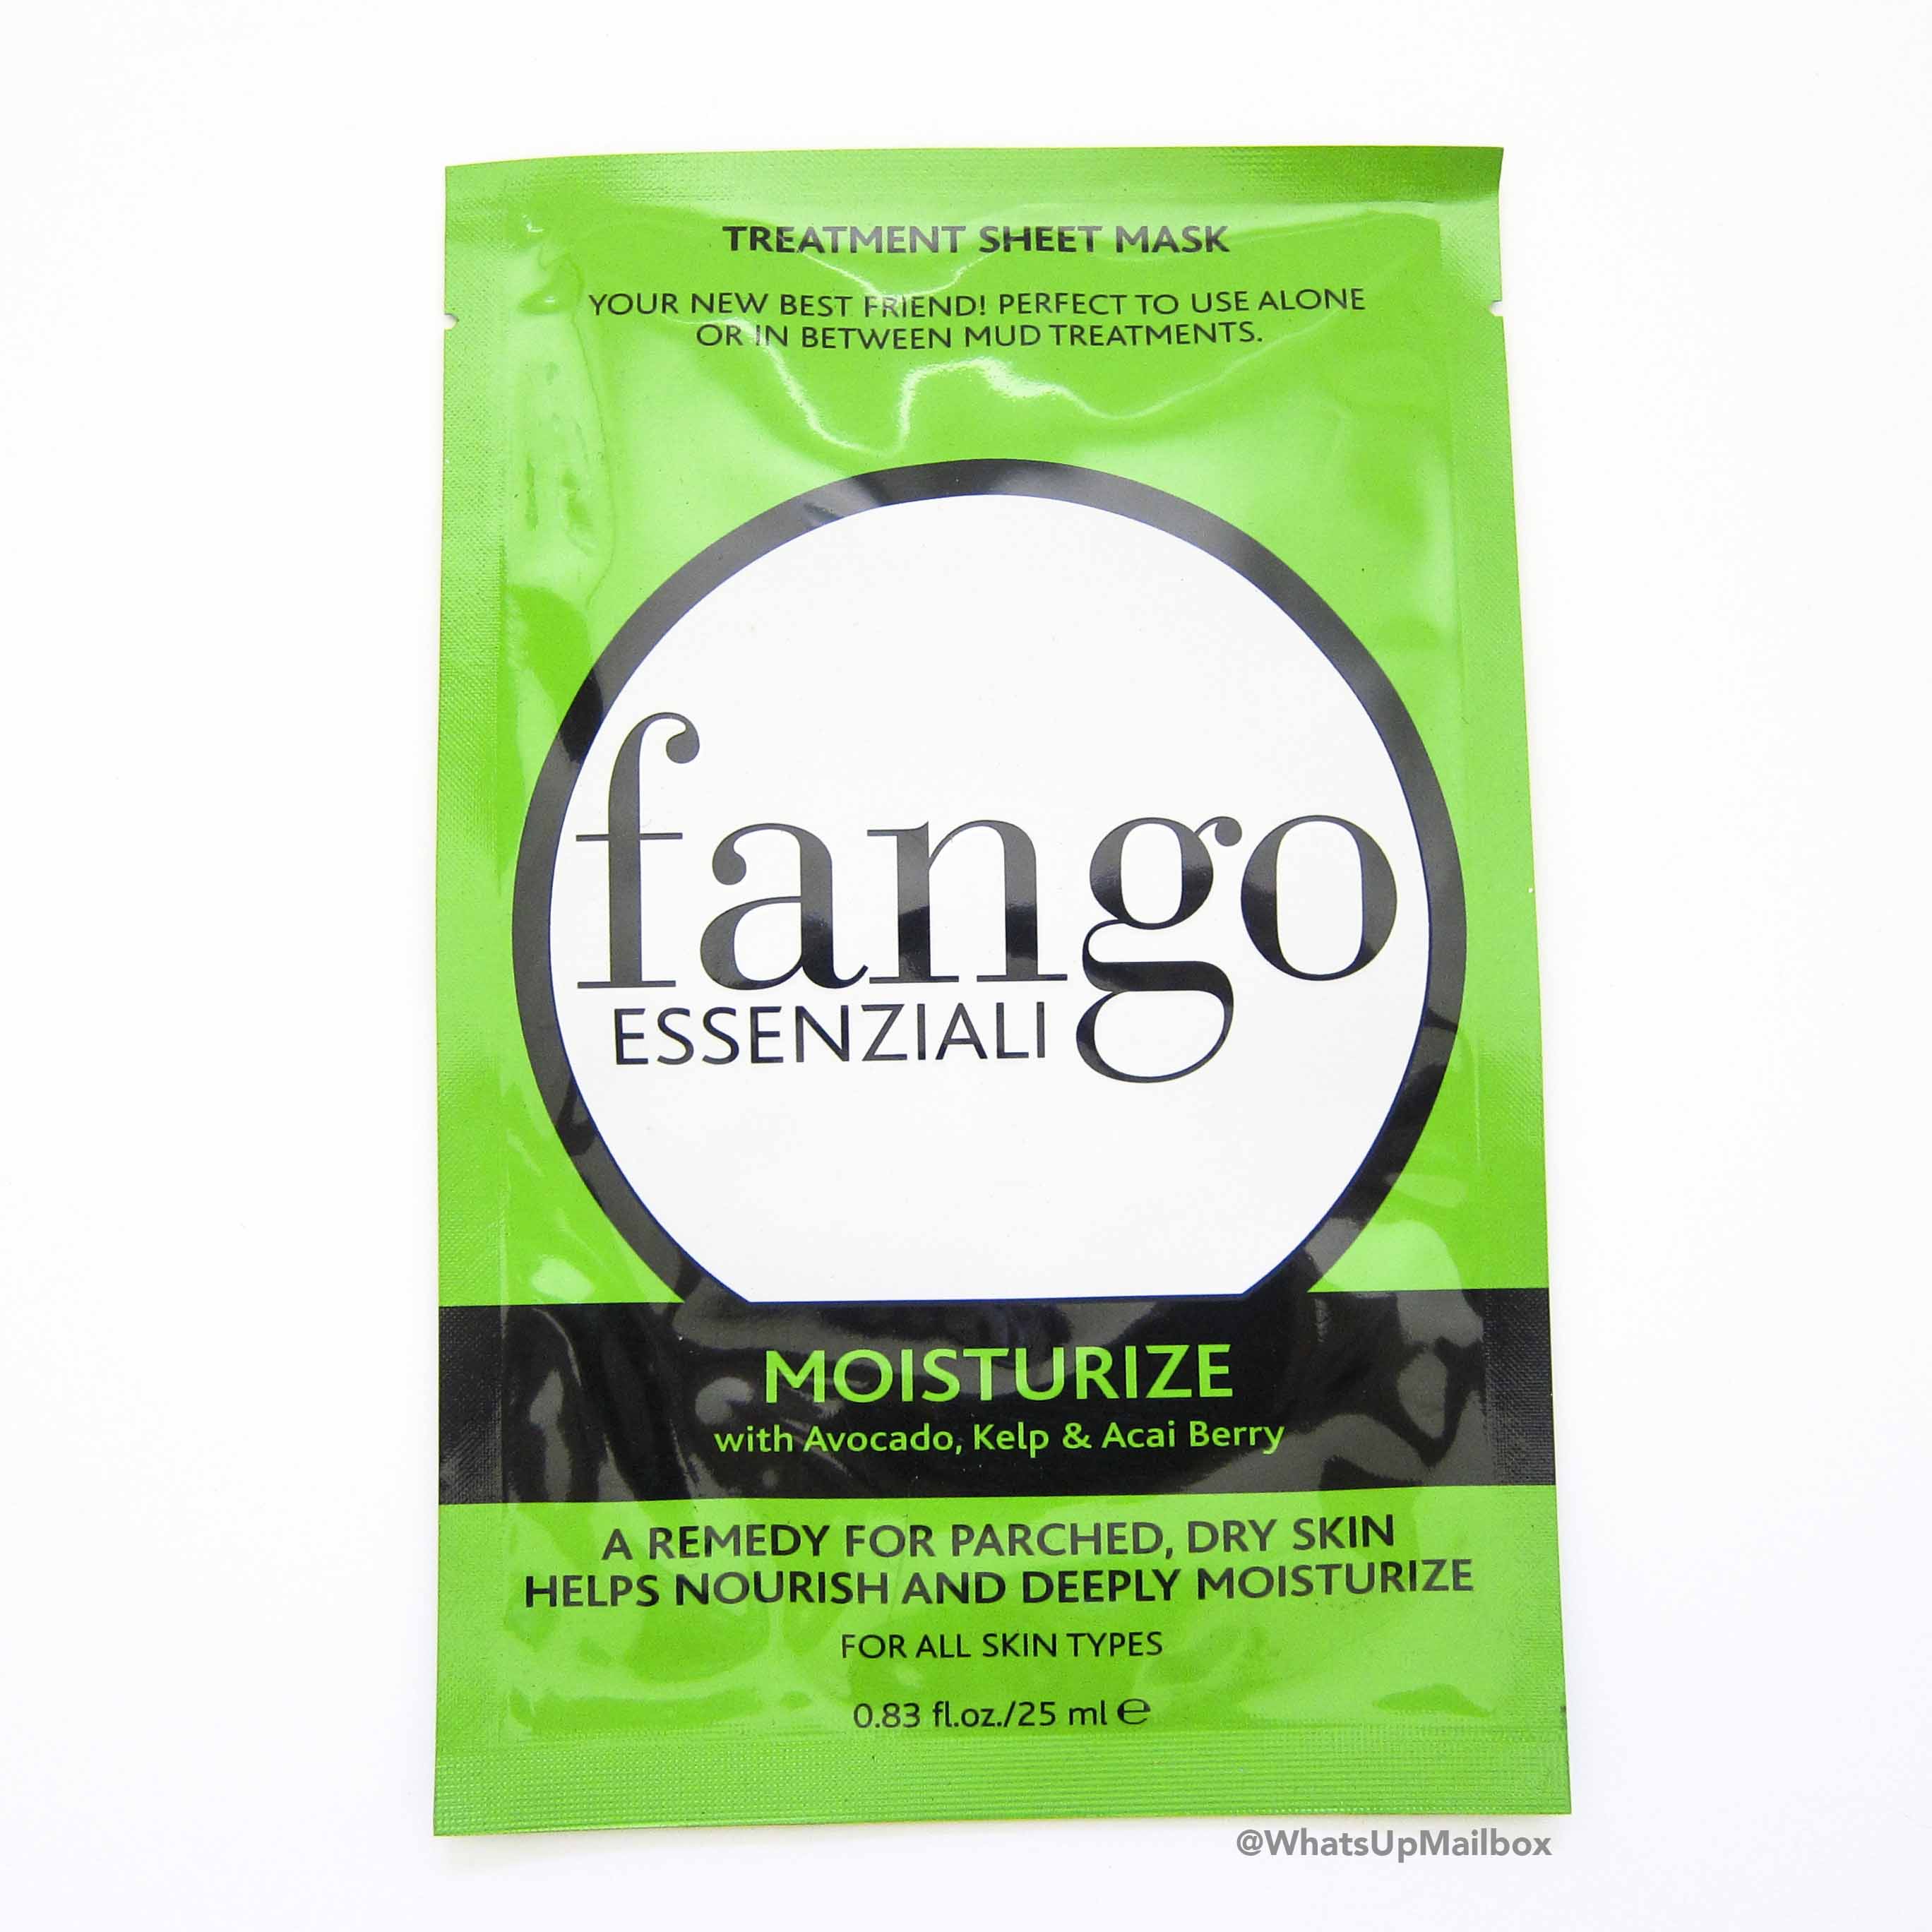 TREATMENT SHEET MASK
YOUR NEW BEST FRIEND! PERFECT TO USE ALONE
OR IN BETWEEN MUD TREATMENTS.
fango
ESSENZIALI
MOISTURIZE
with Avocado, Kelp & Acai Berry
A REMEDY FOR PARCHED, DRY SKIN
HELPS NOURISH AND DEEPLY MOISTURIZE
FOR ALL SKIN TYPES
0.83 fl.oz./25 ml ℮
@WhatsUpMailbox